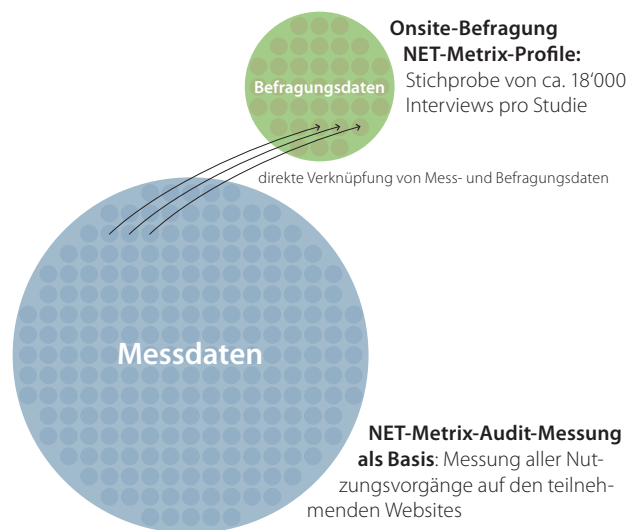 Onsite-Befragung
NET-Metrix-Profile:
Stichprobe von ca. 18‘000
Interviews pro Studie
Befragungsdaten
direkte Verknüpfung von Mess- und Befragungsdaten
Messdaten
NET-Metrix-Audit-Messung
als Basis: Messung aller Nut-
zungsvorgänge auf den teilneh-
menden Websites